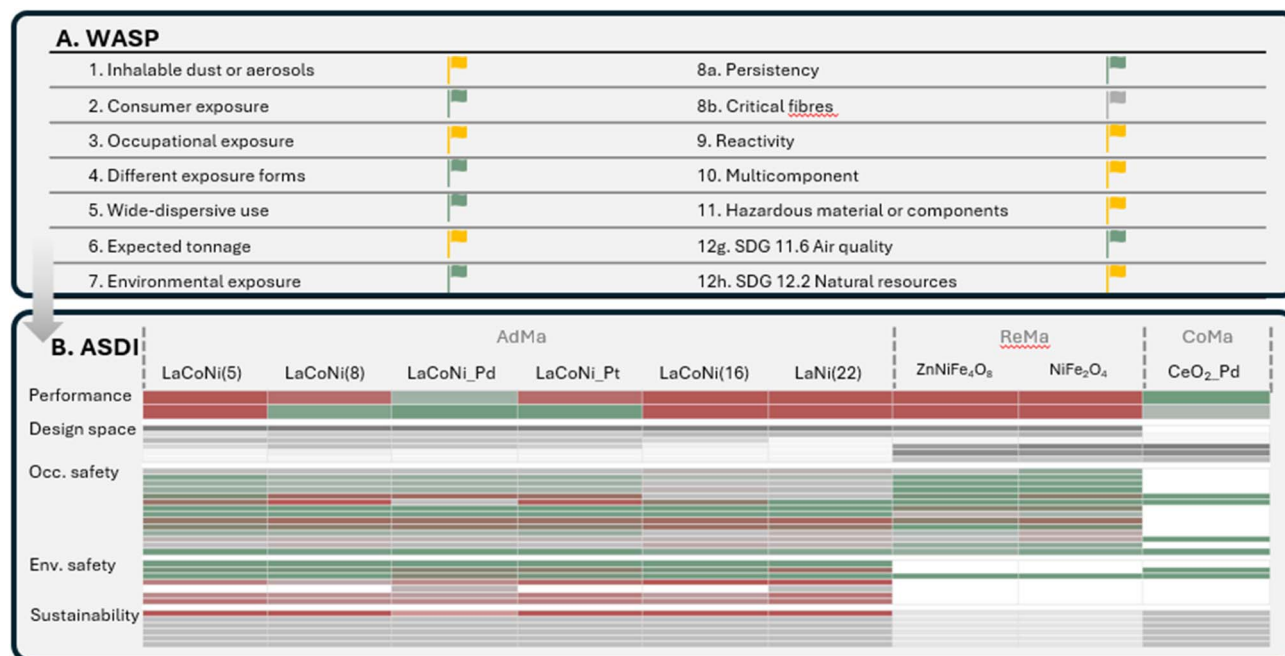 A. WASP
1. Inhalable dust or aerosols
8a. Persistency
2. Consumer exposure
8b. Critical fibres
3. Occupational exposure
9. Reactivity
4. Different exposure forms
10. Multicomponent
5. Wide-dispersive use
11. Hazardous material or components
6. Expected tonnage
12g. SDG 11.6 Air quality
7. Environmental exposure
12h. SDG 12.2 Natural resources
B. ASDI
AdMa
ReMa
CoMa
LaCoNi(5)
LaCoNi(8)
LaCoNi_Pd
LaCoNi_Pt
LaCoNi(16)
LaNi(22)
ZnNiFe₄O₈
NiFe₂O₄
CeO₂_Pd
Performance
Design space
Occ. safety
Env. safety
Sustainability